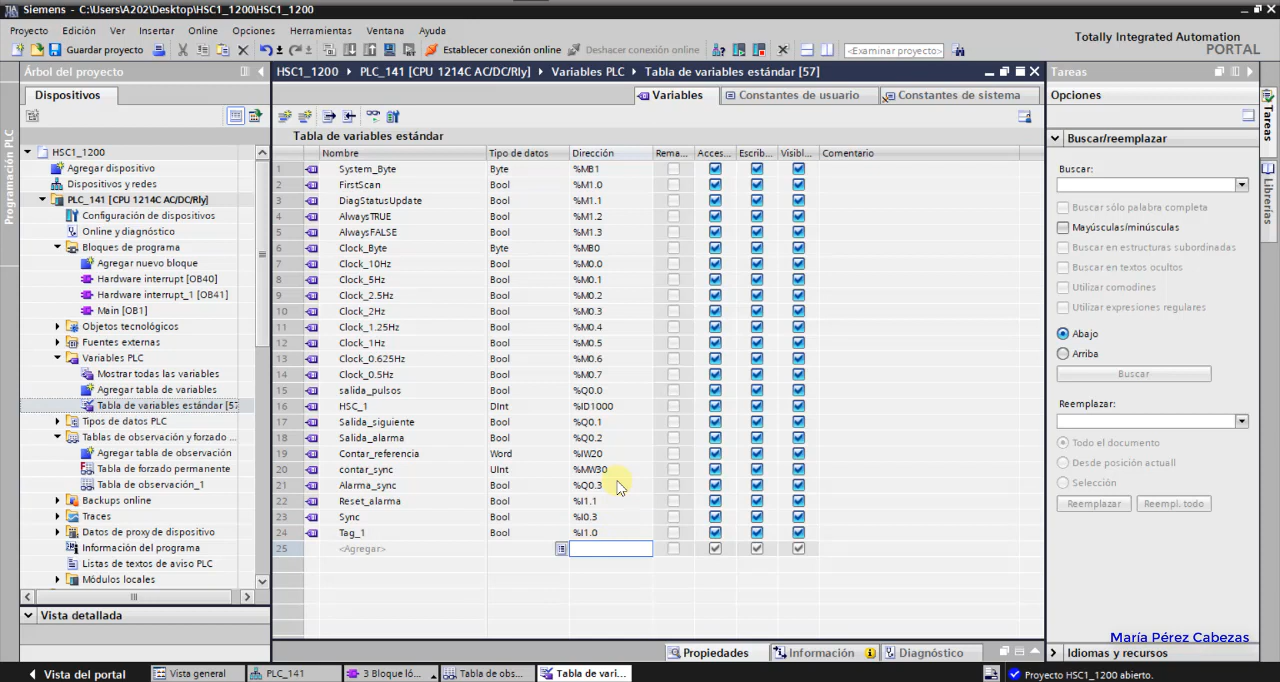 Siemens - C:\Users\A202\Desktop\HSC1_1200\HSC1_1200
Proyecto Edición Ver Insertar Online Opciones Herramientas Ventana Ayuda
Totally Integrated Automation
PORTAL
Guardar proyecto Establecer conexión online Deshacer conexión online <Examinar proyecto>
Árbol del proyecto
HSC1_1200 PLC_141 [CPU 1214C AC/DC/Rly] Variables PLC Tabla de variables estándar [57]
Tareas
Dispositivos
Variables Constantes de usuario Constantes de sistema
Opciones
Programación PLC
HSC1_1200
Agregar dispositivo
Dispositivos y redes
PLC_141 [CPU 1214C AC/DC/Rly]
Configuración de dispositivos
Online y diagnóstico
Bloques de programa
Agregar nuevo bloque
Hardware interrupt [OB40]
Hardware interrupt_1 [OB41]
Main [OB1]
Objetos tecnológicos
Fuentes externas
Variables PLC
Mostrar todas las variables
Agregar tabla de variables
Tabla de variables estándar [57
Tipos de datos PLC
Tablas de observación y forzado ...
Agregar tabla de observación
Tabla de forzado permanente
Tabla de observación_1
Backups online
Traces
Datos de proxy de dispositivo
Información del programa
Listas de textos de aviso PLC
Módulos locales
Vista detallada
Tabla de variables estándar
Nombre Tipo de datos Dirección Rema... Acces... Escrib... Visibl... Comentario
1 System_Byte Byte %MB1
2 FirstScan Bool %M1.0
3 DiagStatusUpdate Bool %M1.1
4 AlwaysTRUE Bool %M1.2
5 AlwaysFALSE Bool %M1.3
6 Clock_Byte Byte %MB0
7 Clock_10Hz Bool %M0.0
8 Clock_5Hz Bool %M0.1
9 Clock_2.5Hz Bool %M0.2
10 Clock_2Hz Bool %M0.3
11 Clock_1.25Hz Bool %M0.4
12 Clock_1Hz Bool %M0.5
13 Clock_0.625Hz Bool %M0.6
14 Clock_0.5Hz Bool %M0.7
15 salida_pulsos Bool %Q0.0
16 HSC_1 DInt %ID1000
17 Salida_siguiente Bool %Q0.1
18 Salida_alarma Bool %Q0.2
19 Contar_referencia Word %IW20
20 contar_sync UInt %MW30
21 Alarma_sync Bool %Q0.3
22 Reset_alarma Bool %I1.1
23 Sync Bool %I0.3
24 Tag_1 Bool %I1.0
25 <Agregar>
Buscar/reemplazar
Buscar:
Buscar sólo palabra completa
Mayúsculas/minúsculas
Buscar en estructuras subordinadas
Buscar en textos ocultos
Utilizar comodines
Utilizar expresiones regulares
Abajo
Arriba
Buscar
Reemplazar:
Todo el documento
Desde posición actuall
Selección
Reemplazar Reempl. todo
María Pérez Cabezas
Idiomas y recursos
Tareas
Librerías
Propiedades Información Diagnóstico
Vista del portal Vista general PLC_141 3 Bloque ló... Tabla de obs... Tabla de vari... Proyecto HSC1_1200 abierto.